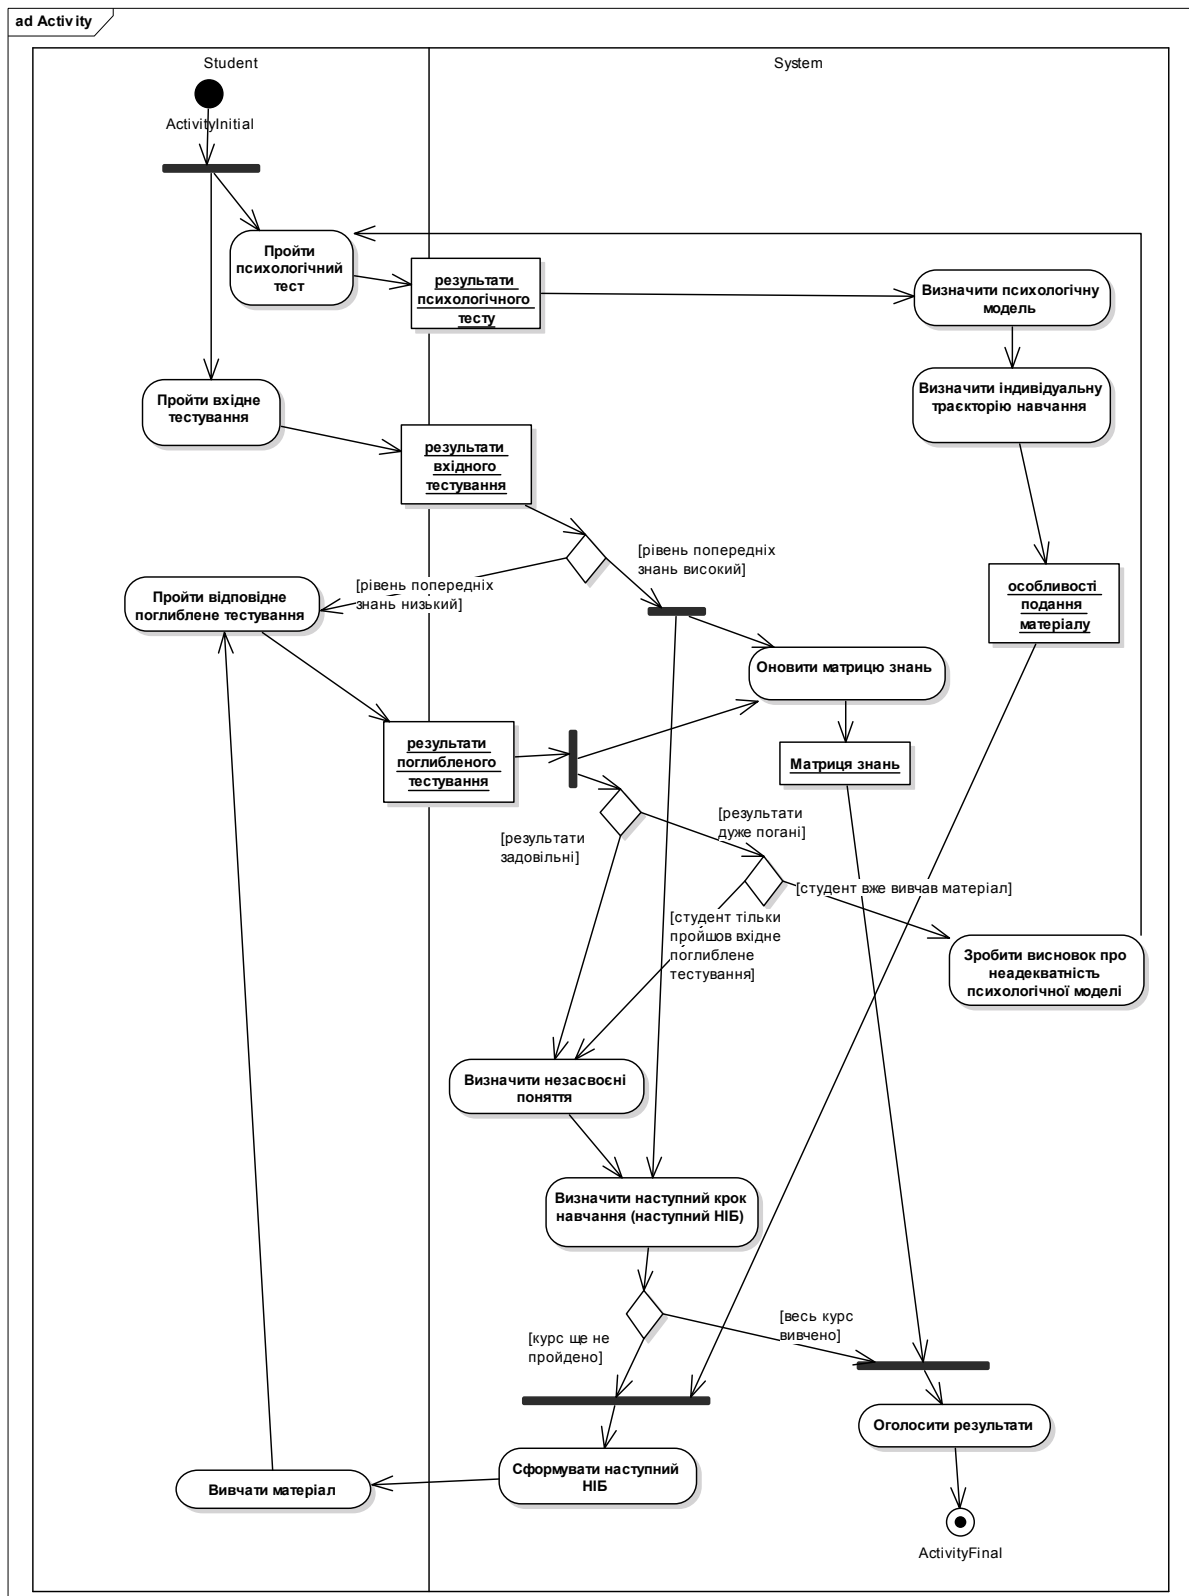 ad Activity
Student
System
ActivityInitial
Пройти
психологічний
тест
результати
психологічного
тесту
Визначити психологічну
модель
Визначити індивідуальну
траєкторію навчання
Пройти вхідне
тестування
результати
вхідного
тестування
[рівень попередніх
знань високий]
[рівень попередніх
знань низький]
Пройти відповідне
поглиблене тестування
особливості
подання
матеріалу
Оновити матрицю знань
результати
поглибленого
тестування
Матриця знань
[результати
дуже погані]
[результати
задовільні]
[студент вже вивчав матеріал]
[студент тільки
пройшов вхідне
поглиблене
тестування]
Зробити висновок про
неадекватність
психологічної моделі
Визначити незасвоєні
поняття
Визначити наступний крок
навчання (наступний НІБ)
[весь курс
вивчено]
[курс ще не
пройдено]
Оголосити результати
Сформувати наступний
НІБ
Вивчати матеріал
ActivityFinal